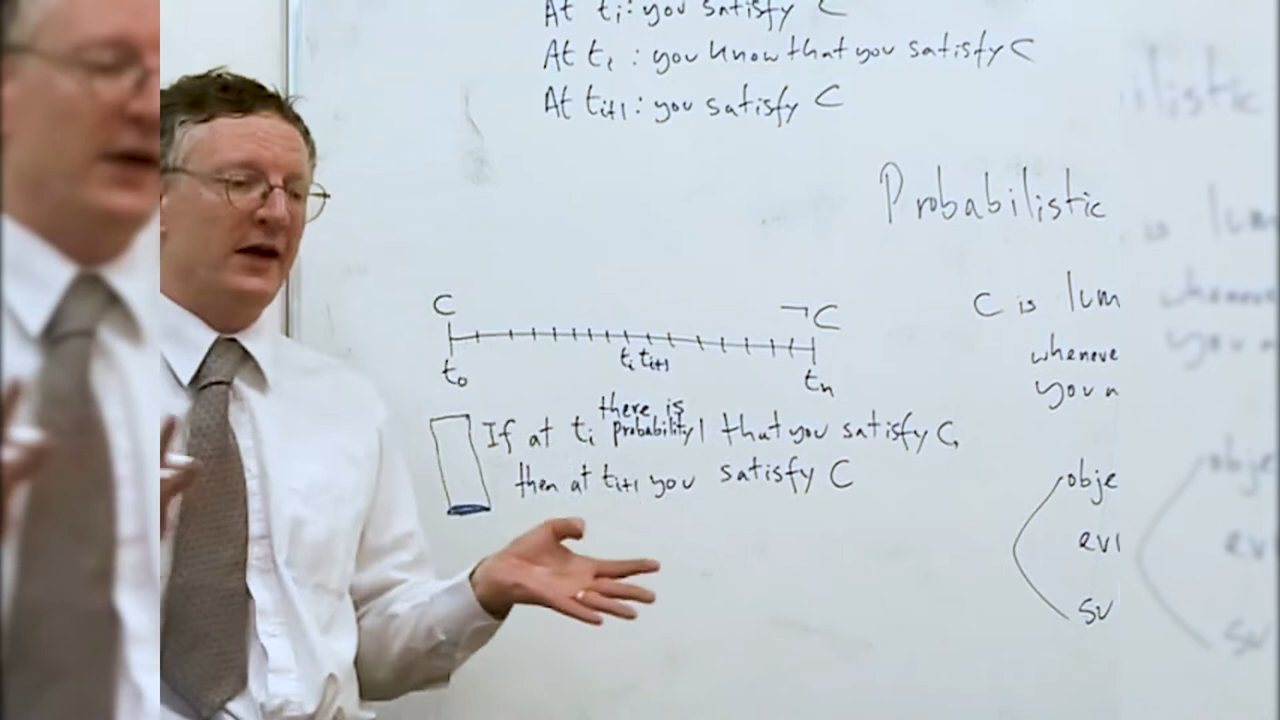 At ti: you satisfy C
At ti: you know that you satisfy C
At ti+1: you satisfy C
Probabilistic
C ¬C
t0 ti ti+1 tn
C is lum
wheneve
you n
there is
If at ti probability 1 that you satisfy C,
then at ti+1 you satisfy C
obje
evi
su